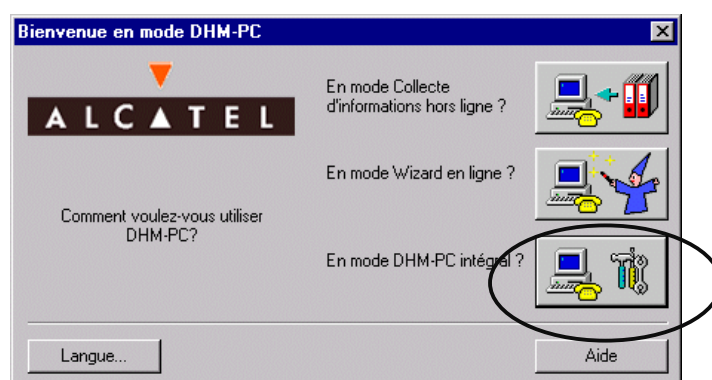 Bienvenue en mode DHM-PC
ALCATEL
Comment voulez-vous utiliser
DHM-PC?
En mode Collecte
d'informations hors ligne ?
En mode Wizard en ligne ?
En mode DHM-PC intégral ?
Langue...
Aide